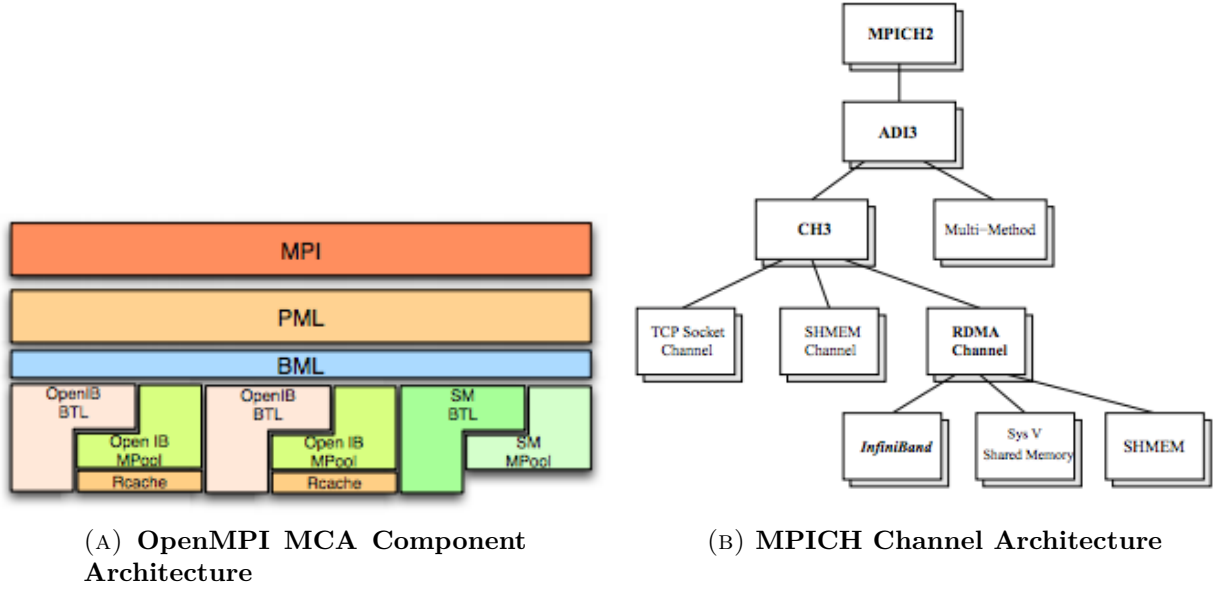 MPI
PML
BML
OpenIB
BTL
Open IB
MPool
Rcache
OpenIB
BTL
Open IB
MPool
Rcache
SM
BTL
SM
MPool
(A) OpenMPI MCA Component
Architecture
MPICH2
ADI3
CH3
Multi-Method
TCP Socket
Channel
SHMEM
Channel
RDMA
Channel
InfiniBand
Sys V
Shared Memory
SHMEM
(B) MPICH Channel Architecture